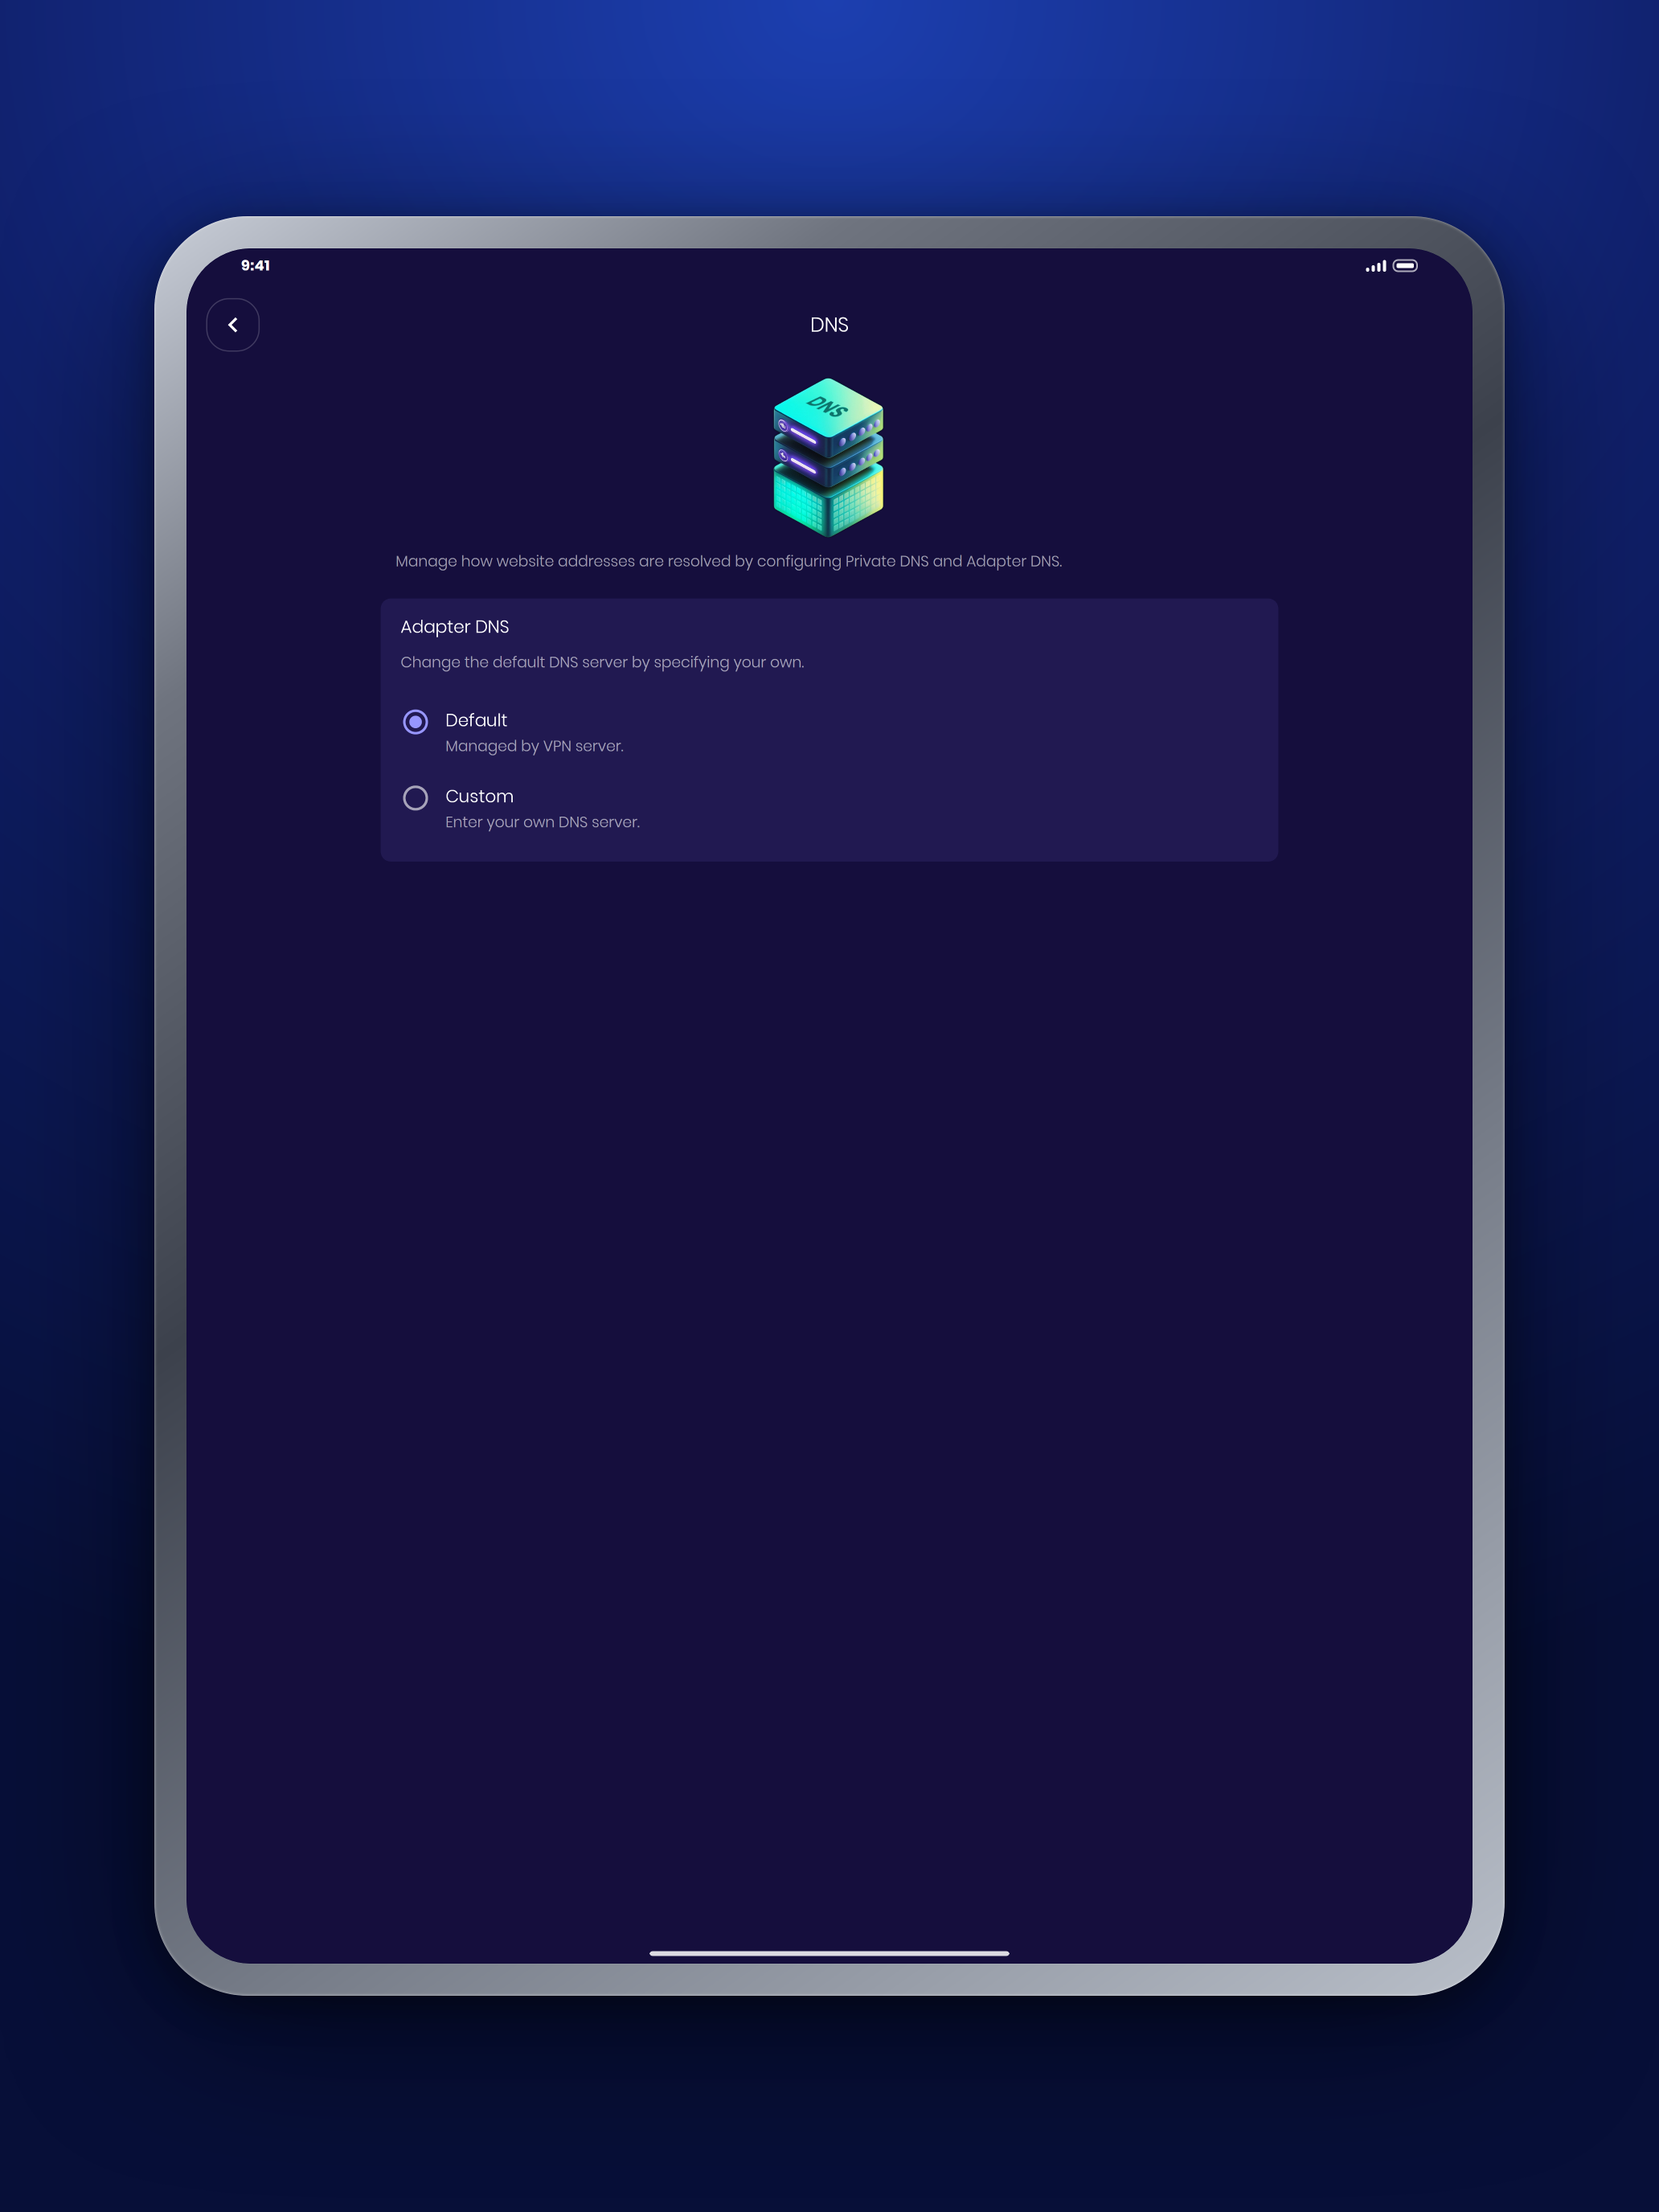 9:41
DNS
DNS
Manage how website addresses are resolved by configuring Private DNS and Adapter DNS.
Adapter DNS
Change the default DNS server by specifying your own.
Default
Managed by VPN server.
Custom
Enter your own DNS server.